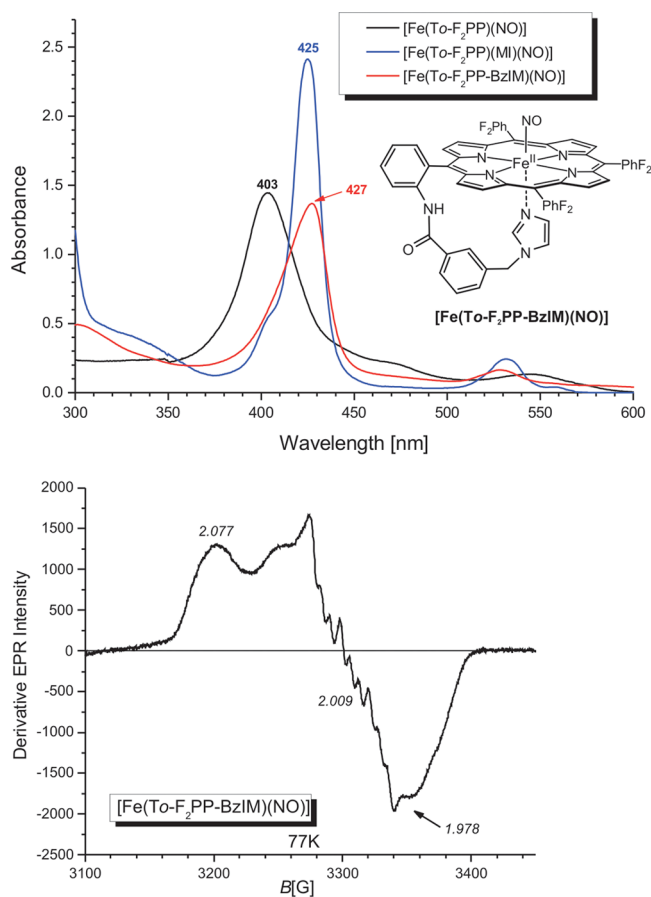 [Fe(To-F₂PP)(NO)]
[Fe(To-F₂PP)(MI)(NO)]
[Fe(To-F₂PP-BzIM)(NO)]
425
403
427
2.5
2.0
1.5
1.0
0.5
0.0
Absorbance
300
350
400
450
500
550
600
Wavelength [nm]
NO
F₂Ph
Feᴵᴵ
N
N
N
N
PhF₂
PhF₂
NH
O
N
N
[Fe(To-F₂PP-BzIM)(NO)]
2000
1500
1000
500
0
-500
-1000
-1500
-2000
-2500
Derivative EPR Intensity
2.077
2.009
1.978
[Fe(To-F₂PP-BzIM)(NO)]
77K
3100
3200
3300
3400
B[G]